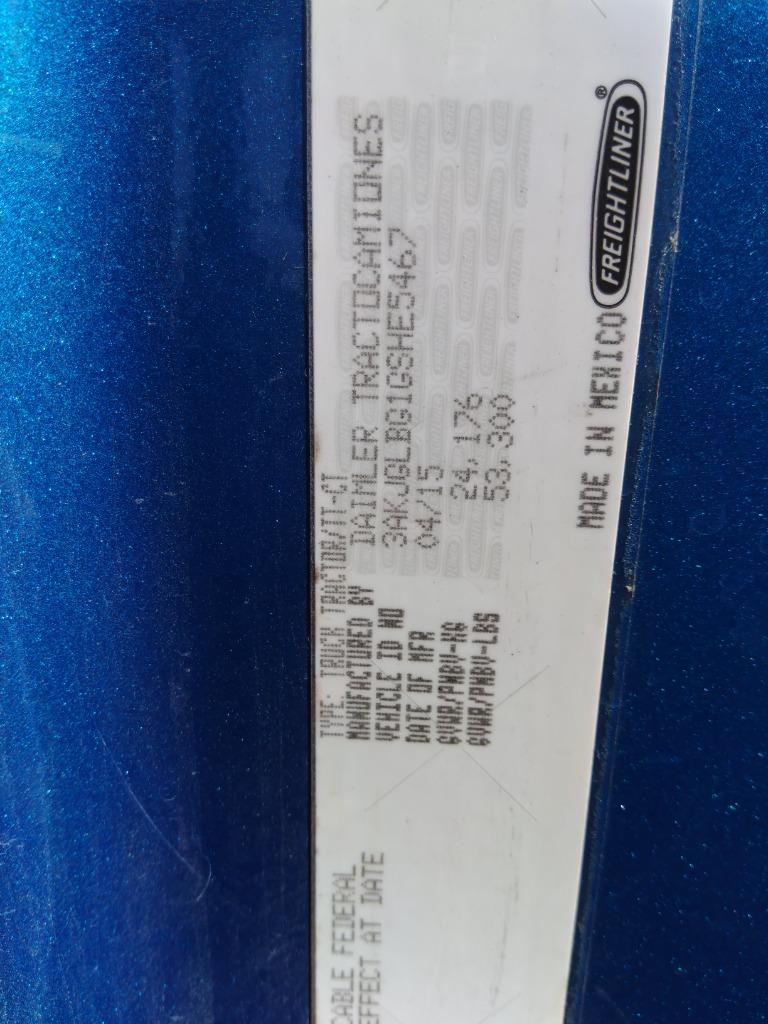 CABLE FEDERAL
EFFECT AT DATE
TYPE: TRUCK TRACTOR/TT-CT
MANUFACTURED BY DAIMLER TRACTOCAMIONES
VEHICLE ID NO 3AKJGLBG1GSHE5467
DATE OF MFR 04/15
GVWR/PNBV-KG 24,176
GVWR/PNBV-LBS 53,300
MADE IN MEXICO FREIGHTLINER®